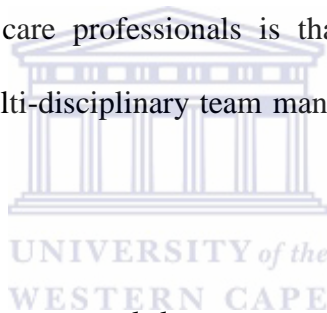 care professionals is tha
lti-disciplinary team man
UNIVERSITY of the
WESTERN CAPE